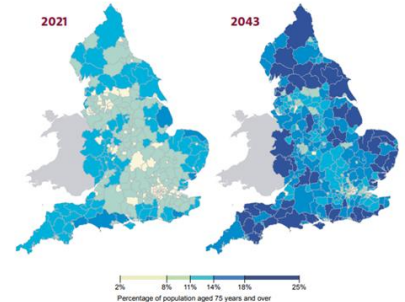 2021 2043
2% 8% 11% 14% 18% 25%
Percentage of population aged 75 years and over